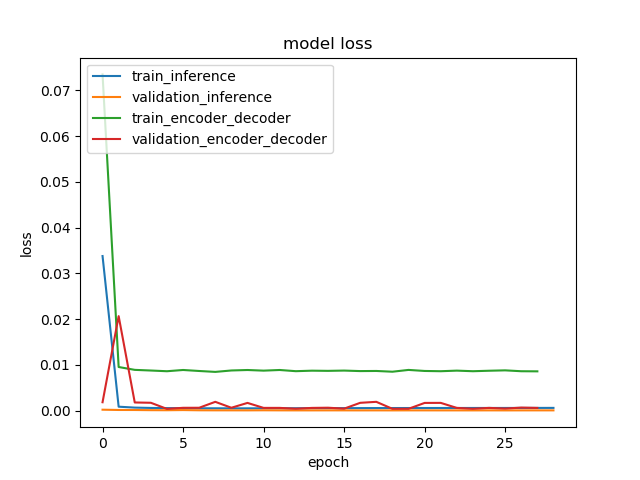 model loss
train_inference
validation_inference
train_encoder_decoder
validation_encoder_decoder
0.07
0.06
0.05
0.04
0.03
0.02
0.01
0.00
loss
0 5 10 15 20 25
epoch